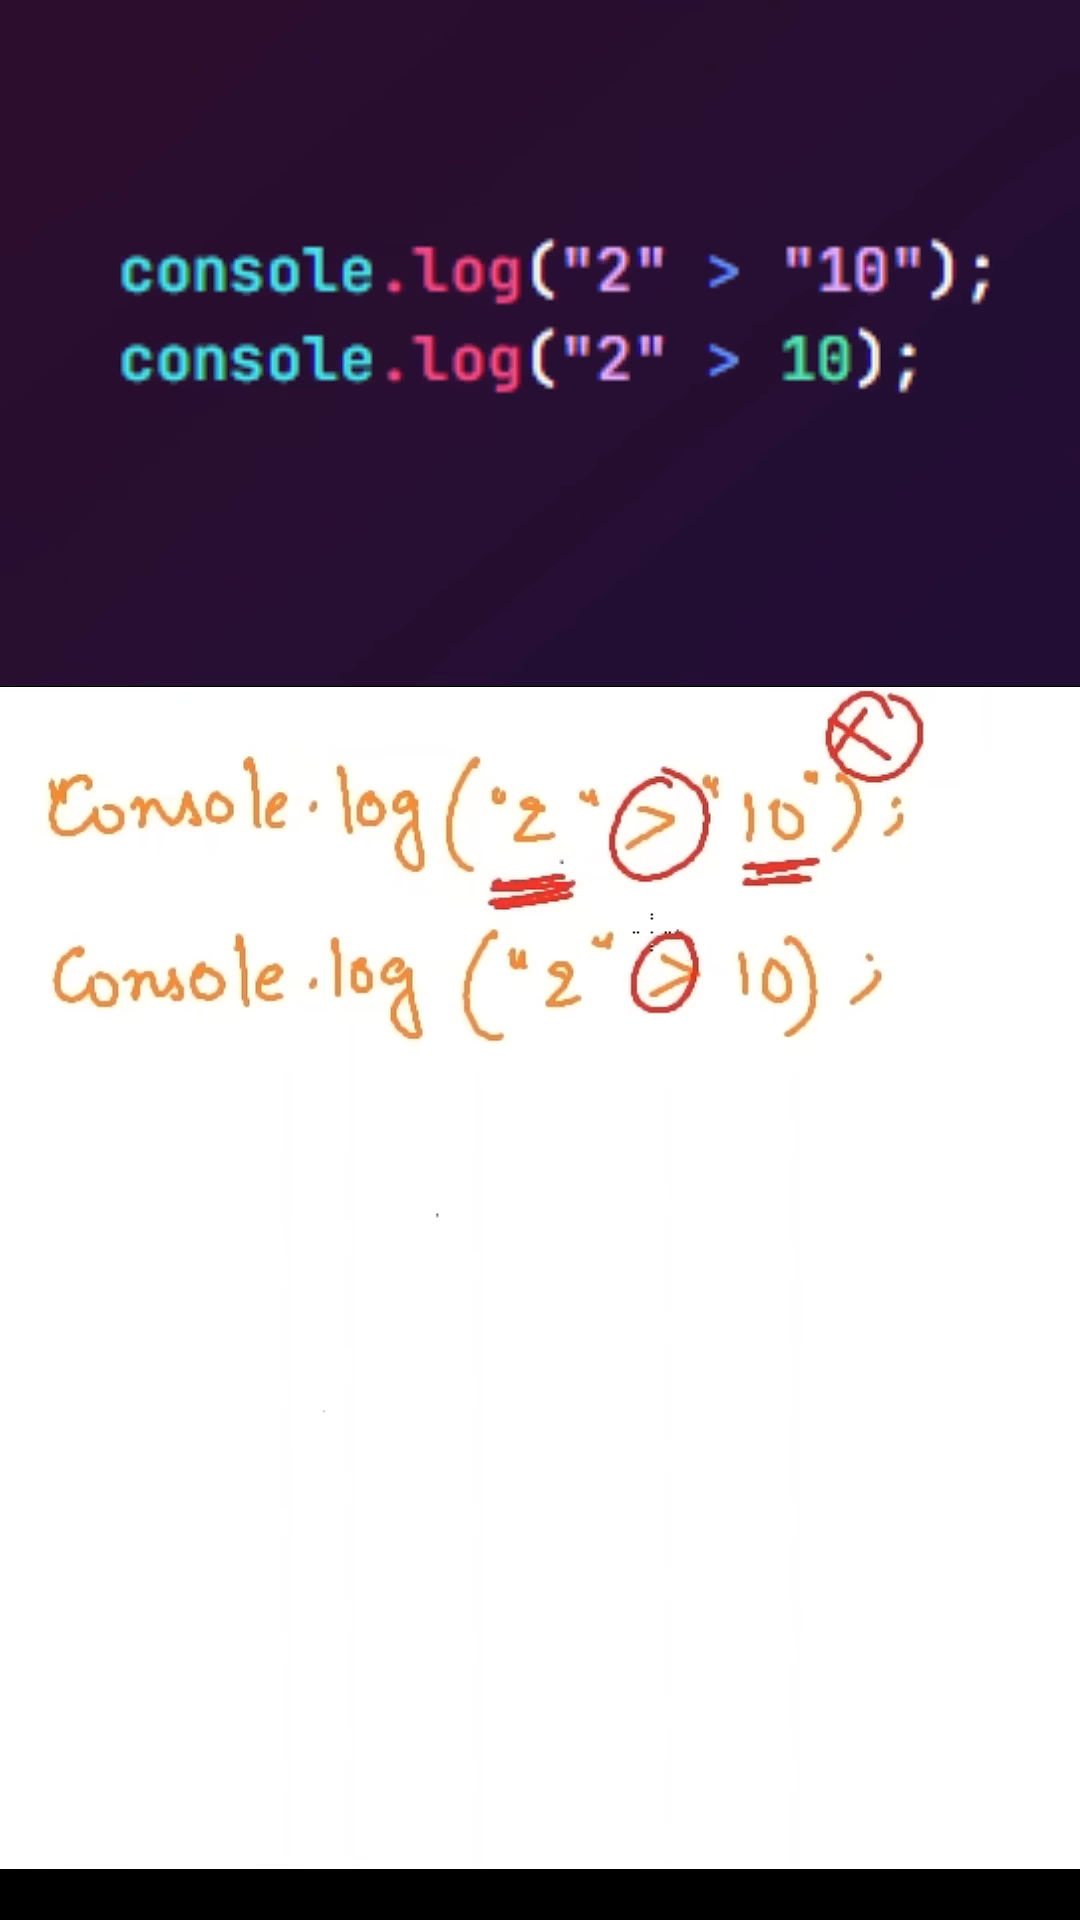 console.log("2" > "10");
console.log("2" > 10);
Console.log("2" > "10");
Console.log("2" > 10);